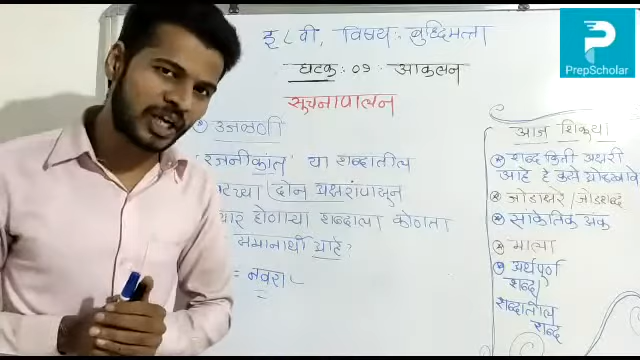 इ ८ वी, विषय :- बुध्दिमत्ता
घटक : ०१ आकलन
सूचनापालन
उजळणी
'रजनीकांत' या शब्दातील
दोन अक्षरांपासून
होणाऱ्या शब्दाला कोणता
समानार्थी आहे?
= नवरा
आज शिकूया
शब्द किती अक्षरी
आहे हे कसे ओळखावे
जोडाक्षरे / जोडशब्द
सांकेतिक अंक
मात्रा
अर्थपूर्ण
शब्द
शब्दातील
शब्द
PrepScholar